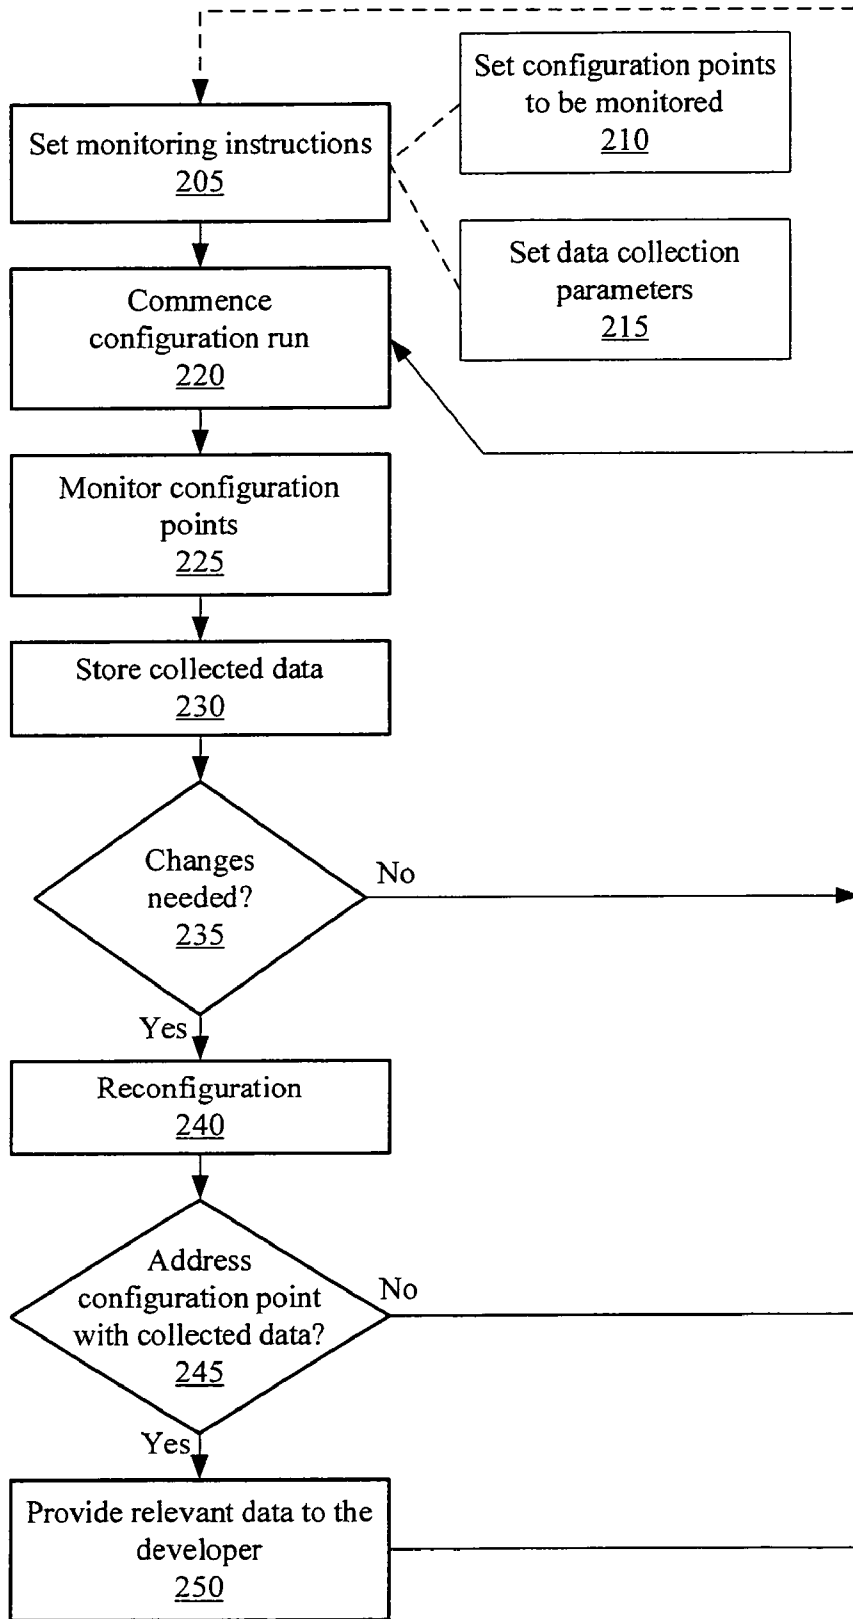 Set configuration points
to be monitored
210
Set monitoring instructions
205
Set data collection
parameters
215
Commence
configuration run
220
Monitor configuration
points
225
Store collected data
230
Changes
needed?
235
No
Yes
Reconfiguration
240
Address
configuration point
with collected data?
245
No
Yes
Provide relevant data to the
developer
250